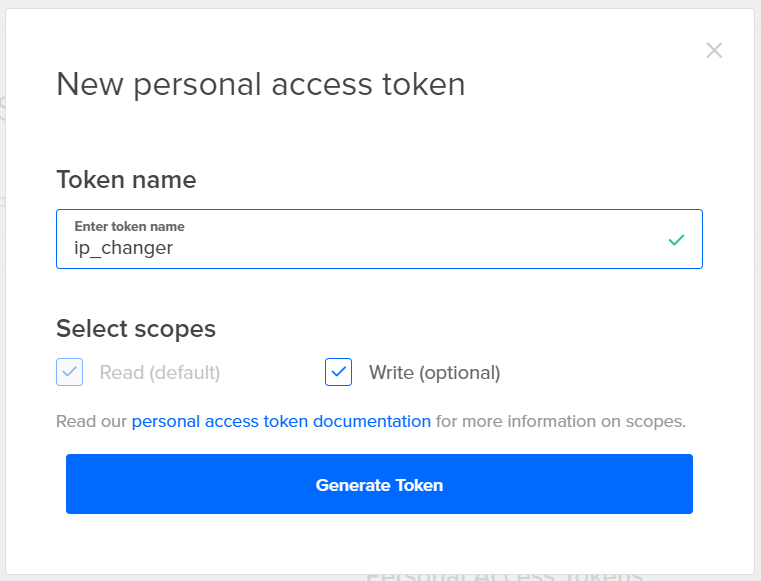 New personal access token
Token name
Enter token name
ip_changer
Select scopes
Read (default)
Write (optional)
Read our personal access token documentation for more information on scopes.
Generate Token
Personal Access Tokens